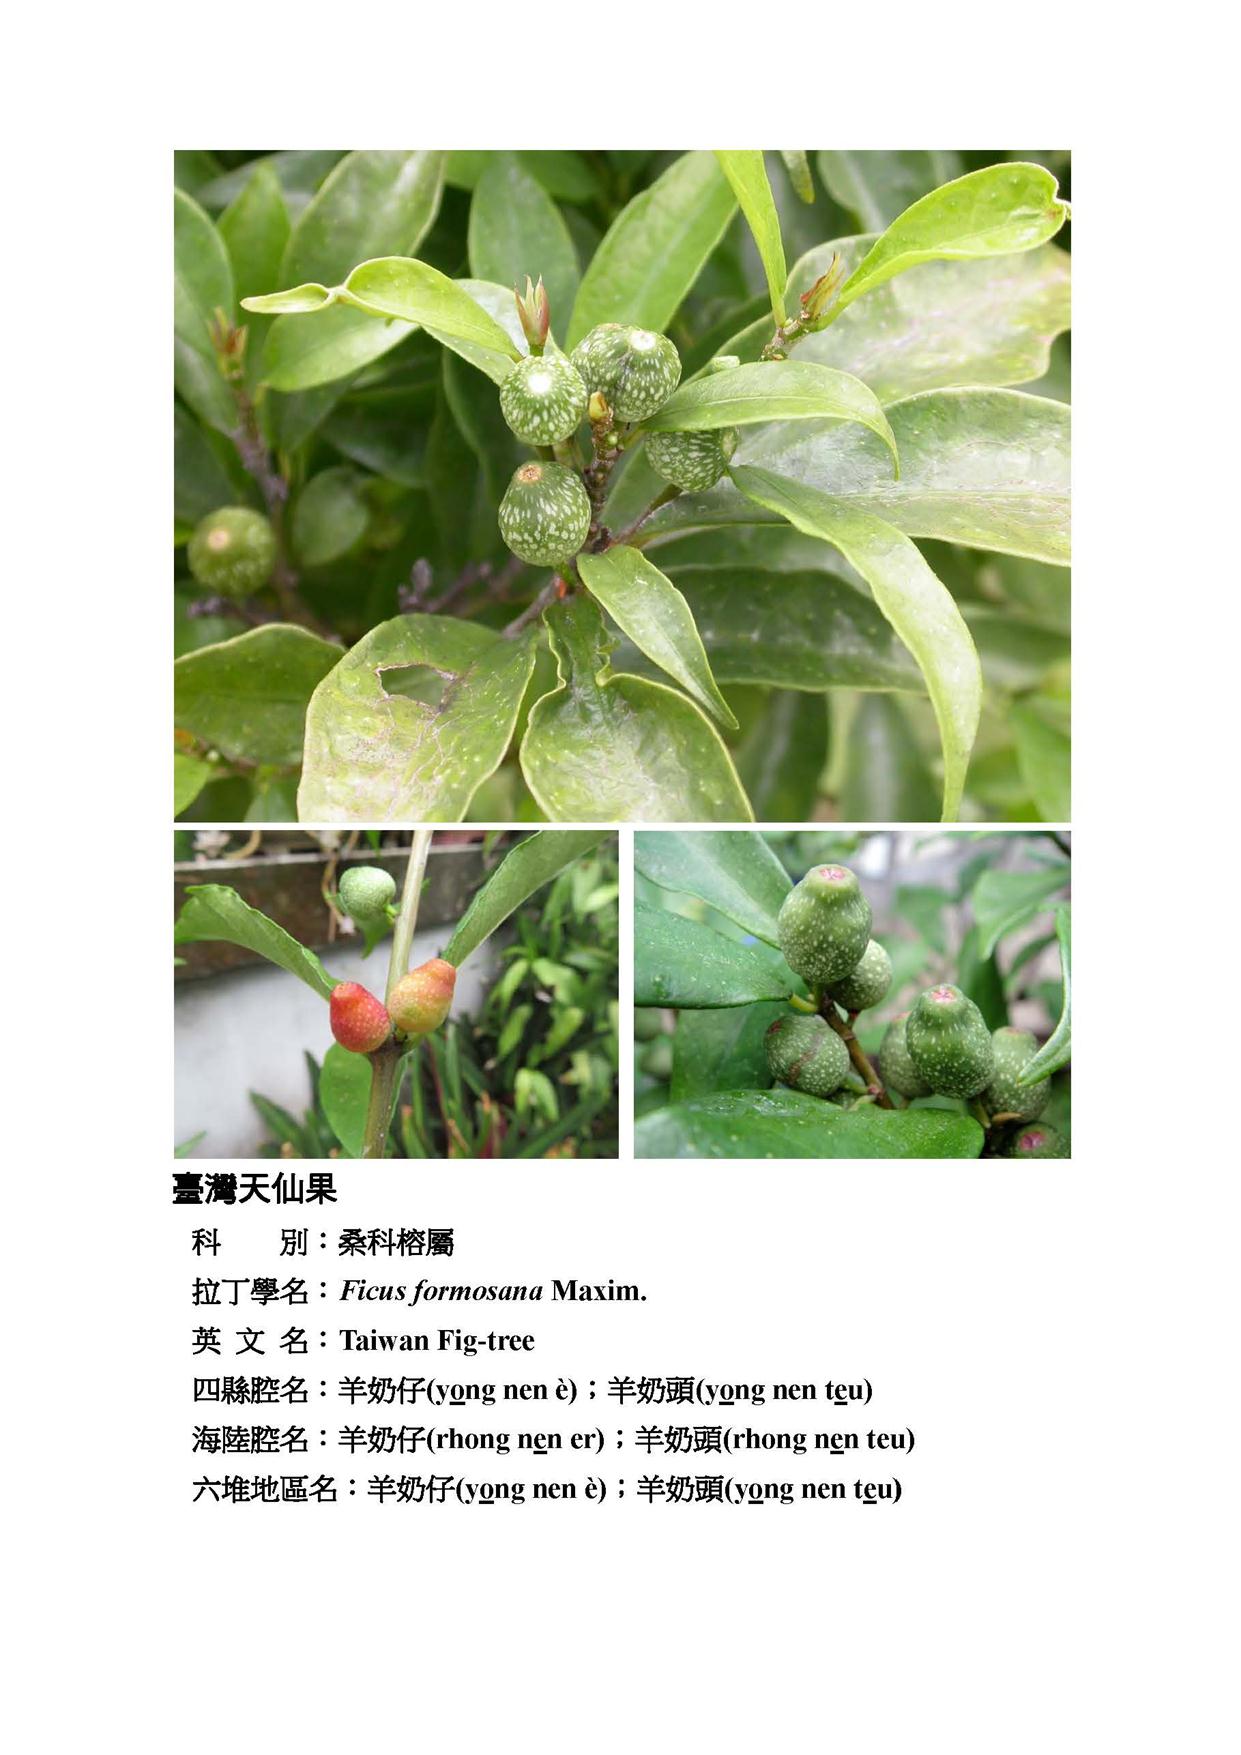 臺灣天仙果
科　　別：桑科榕屬
拉丁學名：Ficus formosana Maxim.
英 文 名：Taiwan Fig-tree
四縣腔名：羊奶仔(yong nen è)；羊奶頭(yong nen teu)
海陸腔名：羊奶仔(rhong nen er)；羊奶頭(rhong nen teu)
六堆地區名：羊奶仔(yong nen è)；羊奶頭(yong nen teu)